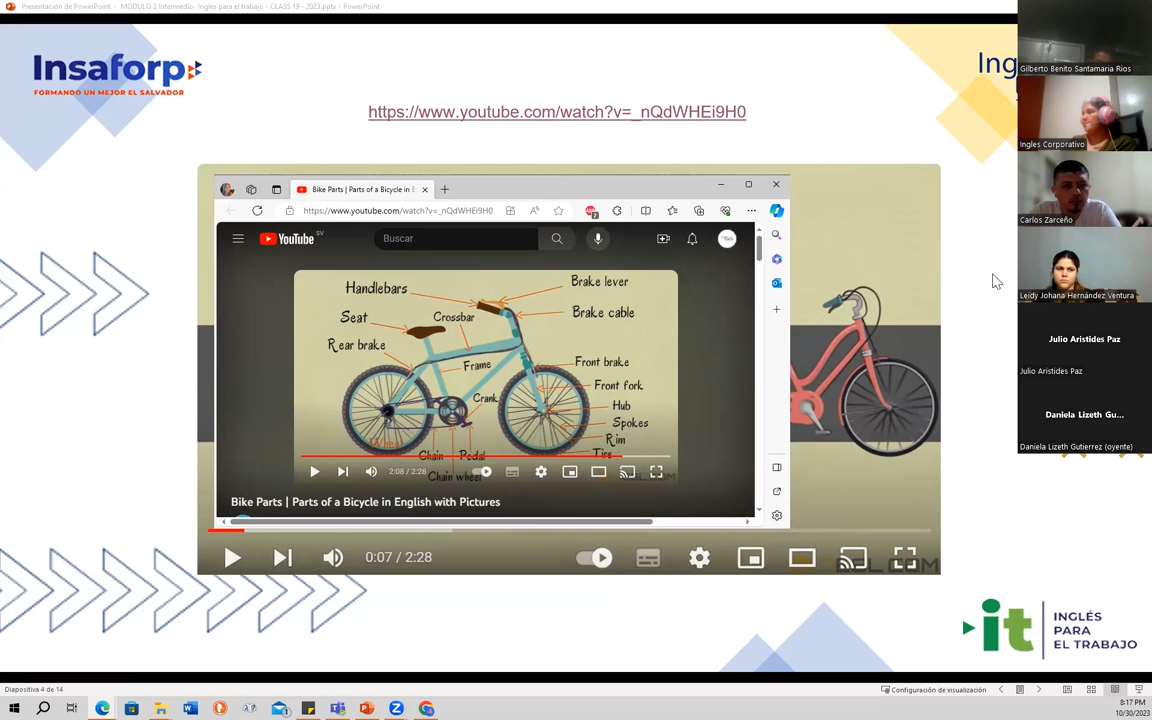 Presentación de PowerPoint - MODULO 2 Intermedio- Ingles para el trabajo - CLASS 19 - 2023.pptx - PowerPoint
Insaforp
FORMANDO UN MEJOR EL SALVADOR
Ing
https://www.youtube.com/watch?v=_nQdWHEi9H0
Gilberto Benito Santamaria Rios
Ingles Corporativo
Carlos Zarceño
Leidy Johana Hernández Ventura
Julio Aristides Paz
Julio Aristides Paz
Daniela Lizeth Gu...
Daniela Lizeth Gutierrez (oyente)
Bike Parts | Parts of a Bicycle in E
https://www.youtube.com/watch?v=_nQdWHEi9H0
YouTube SV
Buscar
Handlebars
Brake lever
Seat
Crossbar
Brake cable
Rear brake
Frame
Front brake
Crank
Front fork
Hub
Spokes
Rim
Wheel
Chain
Pedal
Tire
Chain wheel
2:08 / 2:28
Bike Parts | Parts of a Bicycle in English with Pictures
0:07 / 2:28
it
INGLÉS
PARA
EL TRABAJO
Diapositiva 4 de 14
Configuración de visualización
8:17 PM
10/30/2023